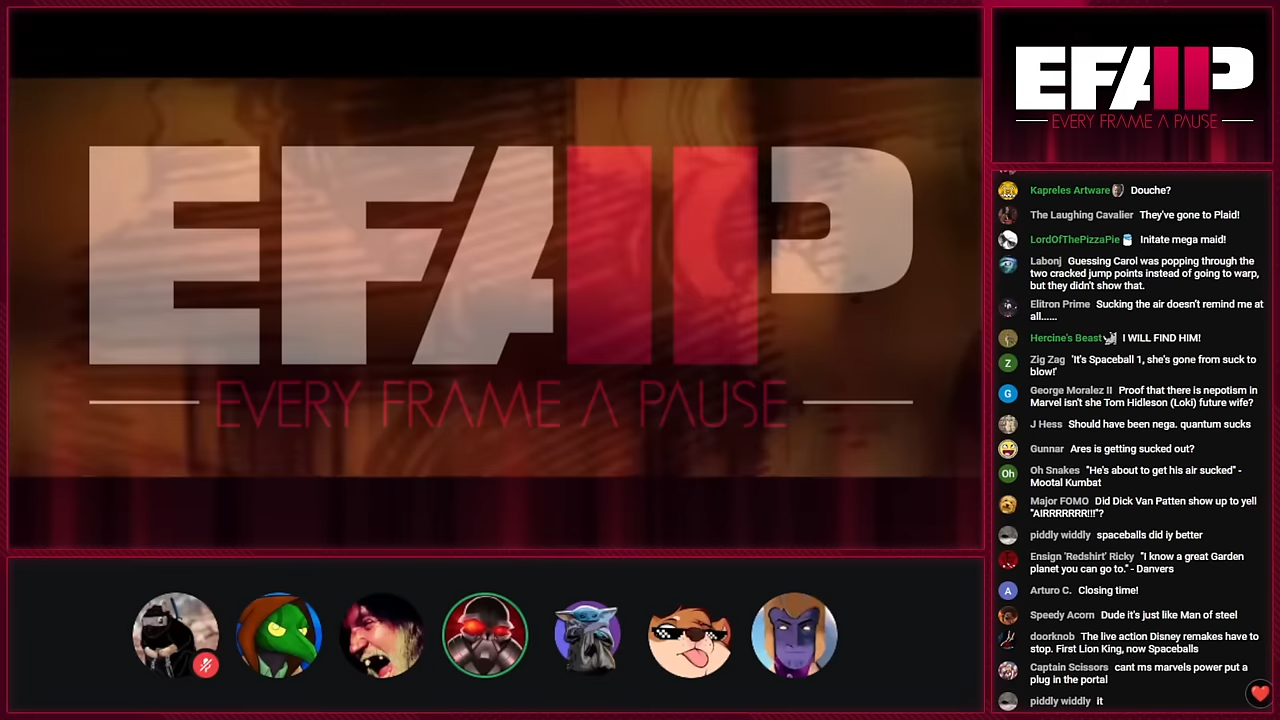 EFAP
EVERY FRAME A PAUSE
EFAP
EVERY FRAME A PAUSE
Kapreles Artware Douche?
The Laughing Cavalier They've gone to Plaid!
LordOfThePizzaPie Initate mega maid!
Labonj Guessing Carol was popping through the
two cracked jump points instead of going to warp,
but they didn't show that.
Elitron Prime Sucking the air doesn't remind me at
all......
Hercine's Beast I WILL FIND HIM!
Z
Zig Zag 'It's Spaceball 1, she's gone from suck to
blow!'
G
George Moralez II Proof that there is nepotism in
Marvel isn't she Tom Hidleson (Loki) future wife?
J Hess Should have been nega. quantum sucks
Gunnar Ares is getting sucked out?
Oh
Oh Snakes "He's about to get his air sucked" -
Mootal Kumbat
Major FOMO Did Dick Van Patten show up to yell
"AIRRRRRRR!!!"?
piddly widdly spaceballs did iy better
Ensign 'Redshirt' Ricky "I know a great Garden
planet you can go to." - Danvers
A
Arturo C. Closing time!
Speedy Acorn Dude it's just like Man of steel
doorknob The live action Disney remakes have to
stop. First Lion King, now Spaceballs
Captain Scissors cant ms marvels power put a
plug in the portal
piddly widdly it